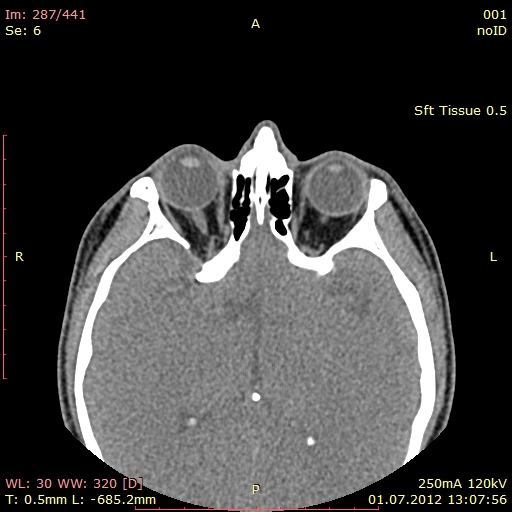 Im: 287/441
001
Se: 6
noID
A
Sft Tissue 0.5
R
L
WL: 30 WW: 320 [D]
P
250mA 120kV
T: 0.5mm L: -685.2mm
01.07.2012 13:07:56